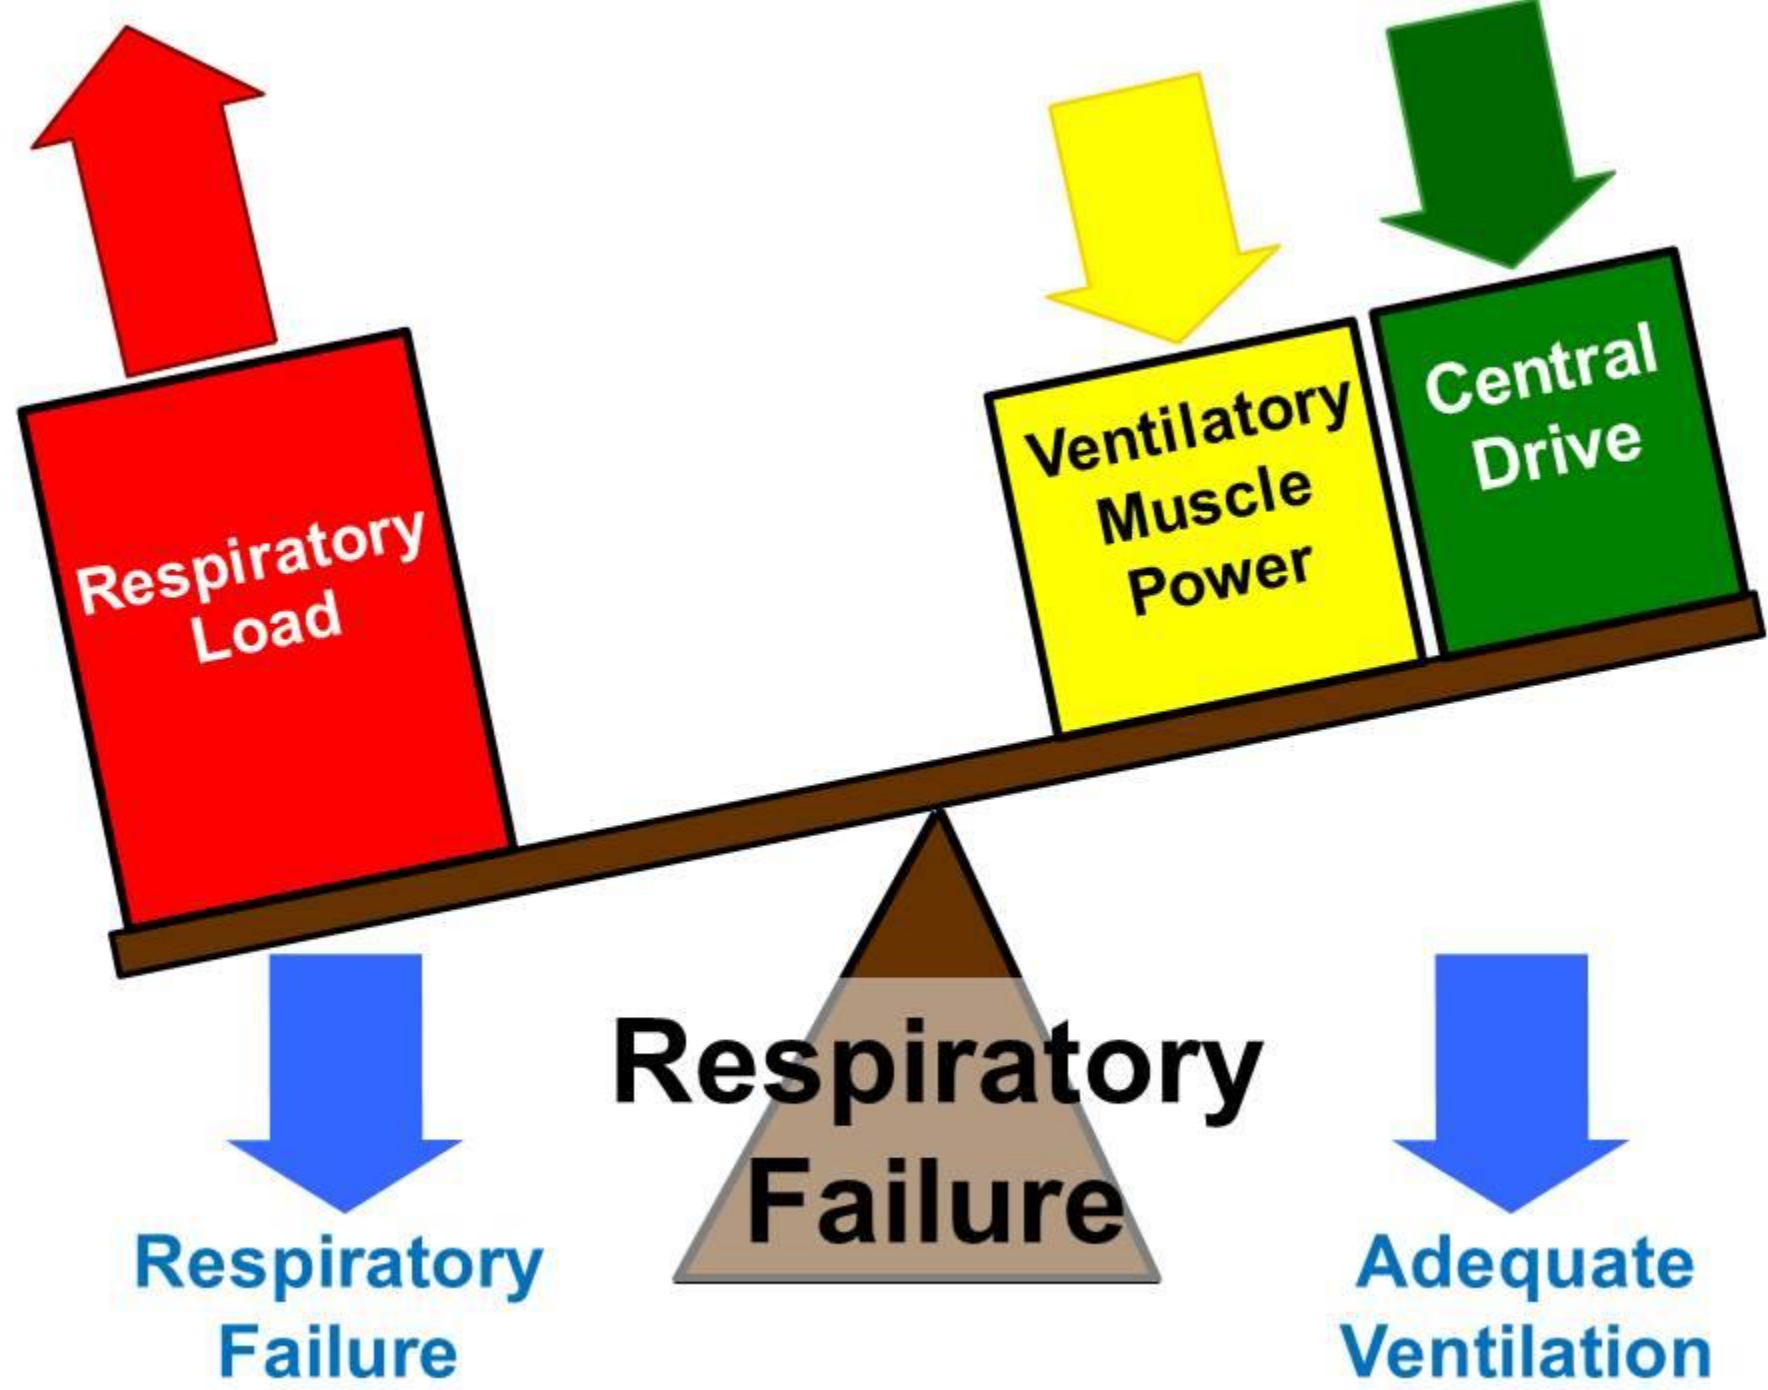 Respiratory
Load
Ventilatory
Muscle
Power
Central
Drive
Respiratory
Failure
Respiratory
Failure
Adequate
Ventilation